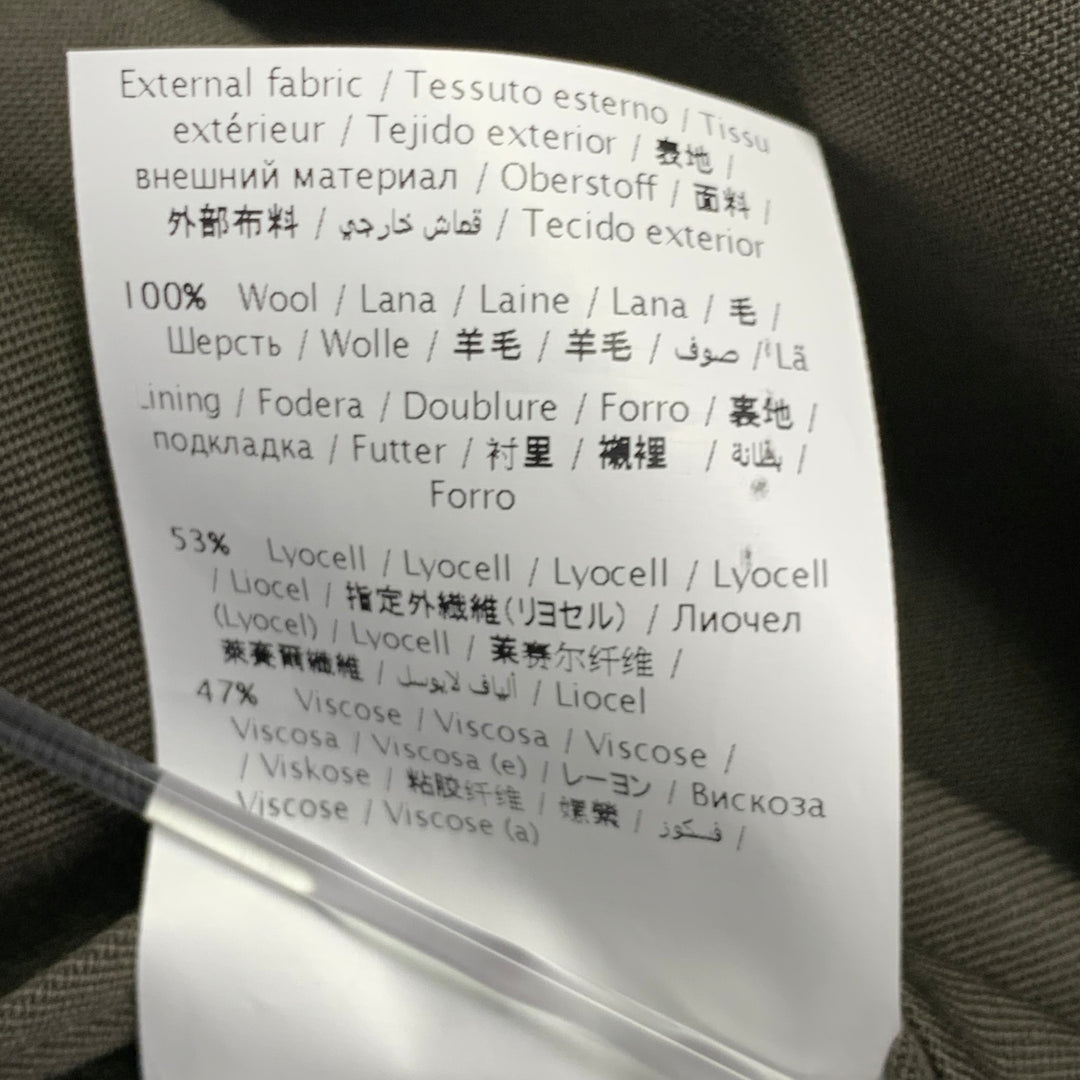 External fabric / Tessuto esterno / Tissu
extérieur / Tejido exterior / 表地 /
внешний материал / Oberstoff / 面料 /
外部布料 / قماش خارجي / Tecido exterior
100% Wool / Lana / Laine / Lana / 毛 /
Шерсть / Wolle / 羊毛 / 羊毛 / صوف / Lã
Lining / Fodera / Doublure / Forro / 裏地 /
подкладка / Futter / 衬里 / 襯裡 / بطانة /
Forro
53% Lyocell / Lyocell / Lyocell / Lyocell
/ Liocel / 指定外繊維(リヨセル) / Лиочел
(Lyocel) / Lyocell / 莱赛尔纤维 /
萊賽爾纖維 / ألياف لايوسل / Liocel
47% Viscose / Viscosa / Viscose /
Viscosa / Viscosa (e) / レーヨン / Вискоза
/ Viskose / 粘胶纤维 / 嫘縈 / فسكوز /
Viscose / Viscose (a)